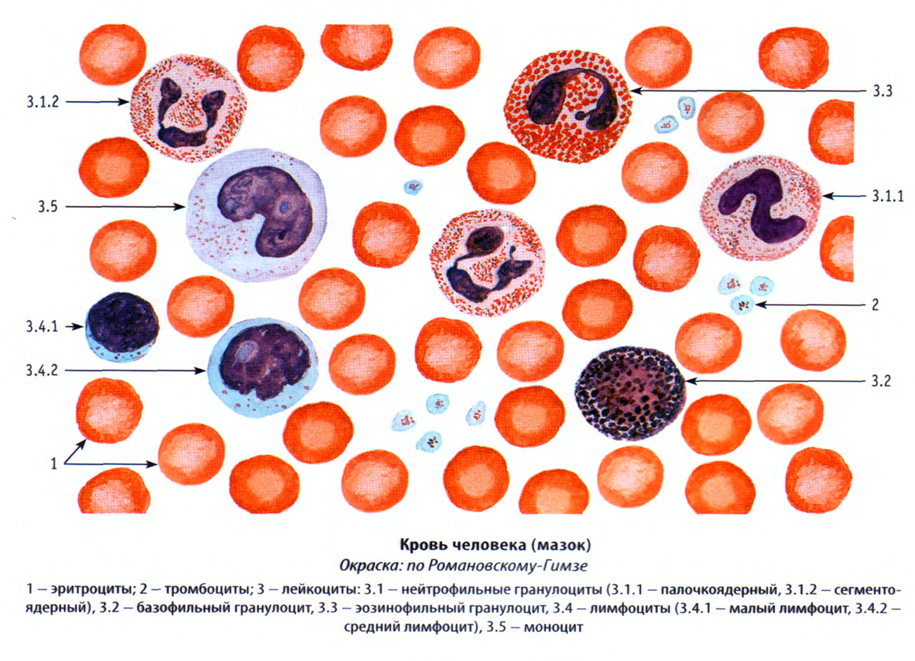 3.1.2
3.3
3.5
3.1.1
3.4.1
2
3.4.2
3.2
1
Кровь человека (мазок)
Окраска: по Романовскому-Гимзе
1 — эритроциты; 2 — тромбоциты; 3 — лейкоциты: 3.1 — нейтрофильные гранулоциты (3.1.1 — палочкоядерный, 3.1.2 — сегменто-
ядерный), 3.2 — базофильный гранулоцит, 3.3 — эозинофильный гранулоцит, 3.4 — лимфоциты (3.4.1 — малый лимфоцит, 3.4.2 —
средний лимфоцит), 3.5 — моноцит